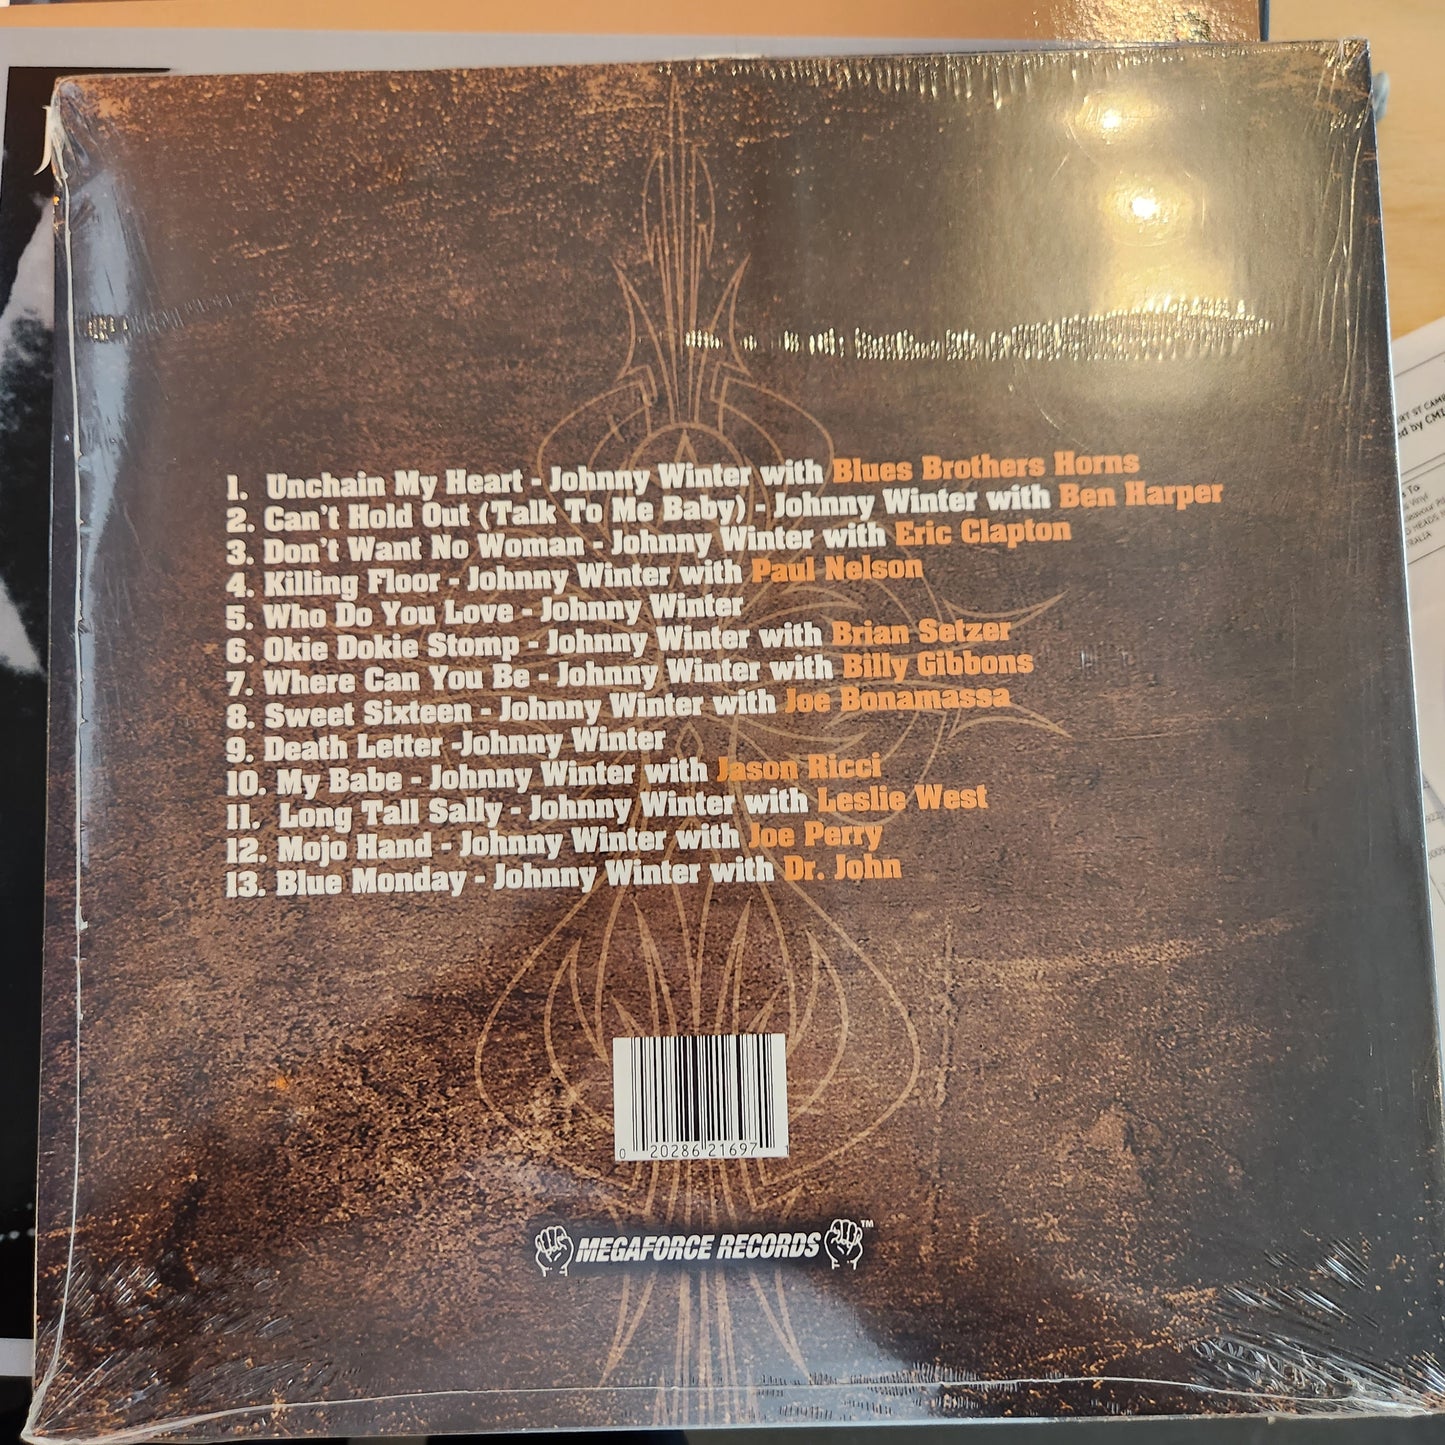 1. Unchain My Heart - Johnny Winter with Blues Brothers Horns
2. Can't Hold Out (Talk To Me Baby) - Johnny Winter with Ben Harper
3. Don't Want No Woman - Johnny Winter with Eric Clapton
4. Killing Floor - Johnny Winter with Paul Nelson
5. Who Do You Love - Johnny Winter
6. Okie Dokie Stomp - Johnny Winter with Brian Setzer
7. Where Can You Be - Johnny Winter with Billy Gibbons
8. Sweet Sixteen - Johnny Winter with Joe Bonamassa
9. Death Letter -Johnny Winter
10. My Babe - Johnny Winter with Jason Ricci
11. Long Tall Sally - Johnny Winter with Leslie West
12. Mojo Hand - Johnny Winter with Joe Perry
13. Blue Monday - Johnny Winter with Dr. John
0 20286 21697 1
MEGAFORCE RECORDS™